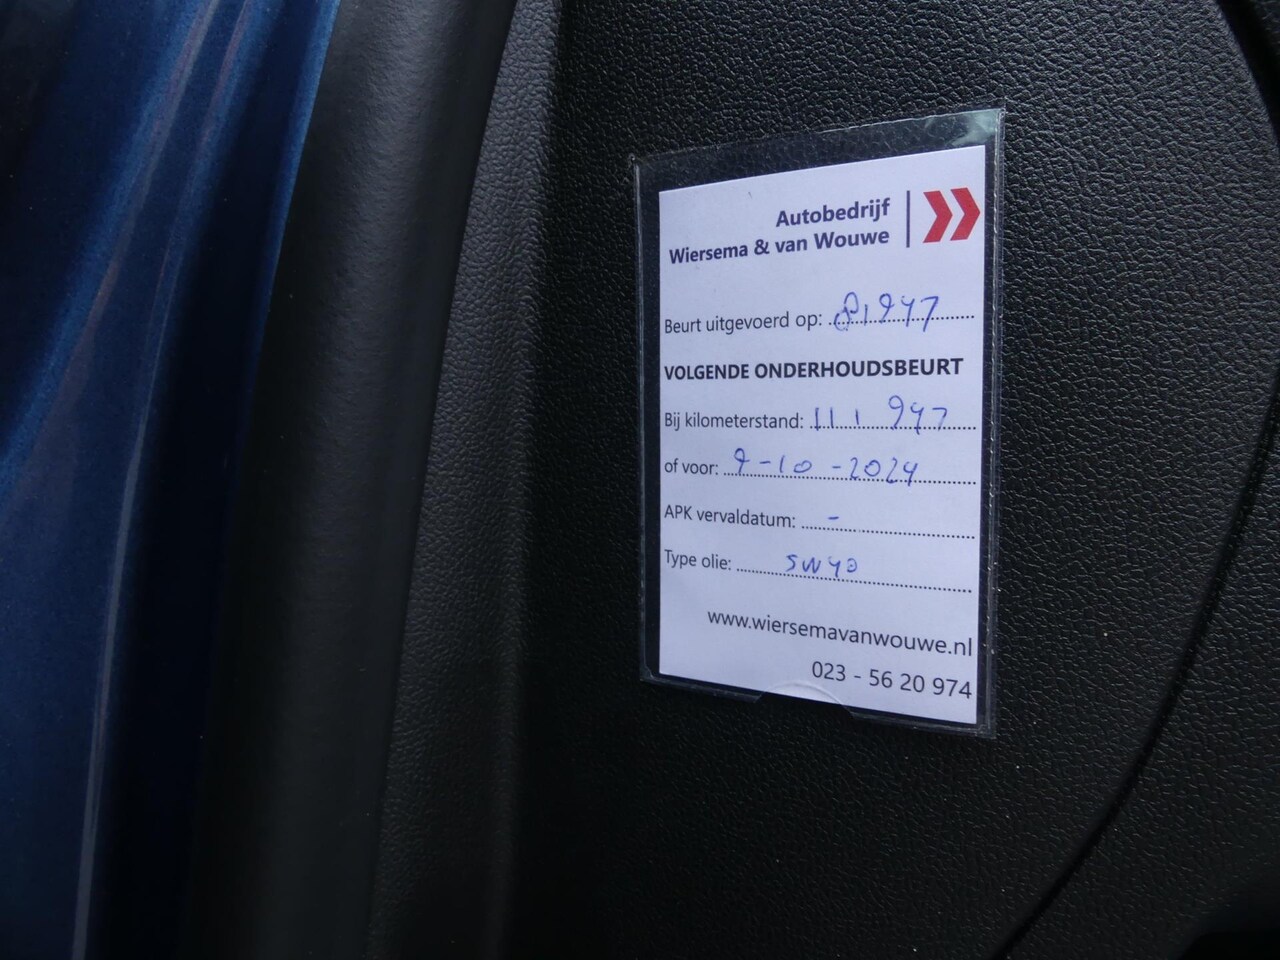 Autobedrijf
Wiersema & van Wouwe
Beurt uitgevoerd op: 81947
VOLGENDE ONDERHOUDSBEURT
Bij kilometerstand: 111 947
of voor: 9-10-2024
APK vervaldatum: -
Type olie: 5W40
www.wiersemavanwouwe.nl
023 - 56 20 974